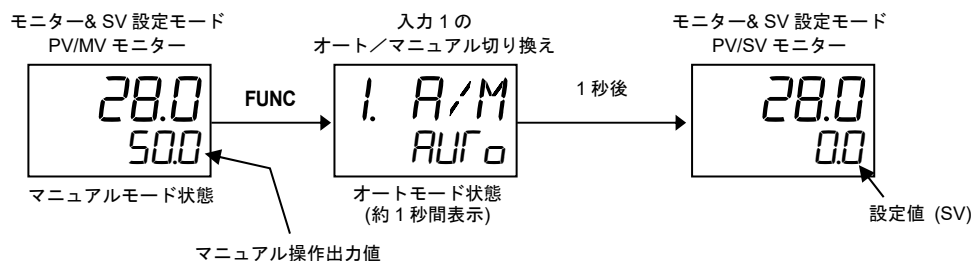 モニター& SV 設定モード
PV/MV モニター
28.0
50.0
マニュアルモード状態
マニュアル操作出力値
FUNC
入力 1 の
オート／マニュアル切り換え
1. A/M
AUTo
オートモード状態
(約 1 秒間表示)
1 秒後
モニター& SV 設定モード
PV/SV モニター
28.0
0.0
設定値 (SV)